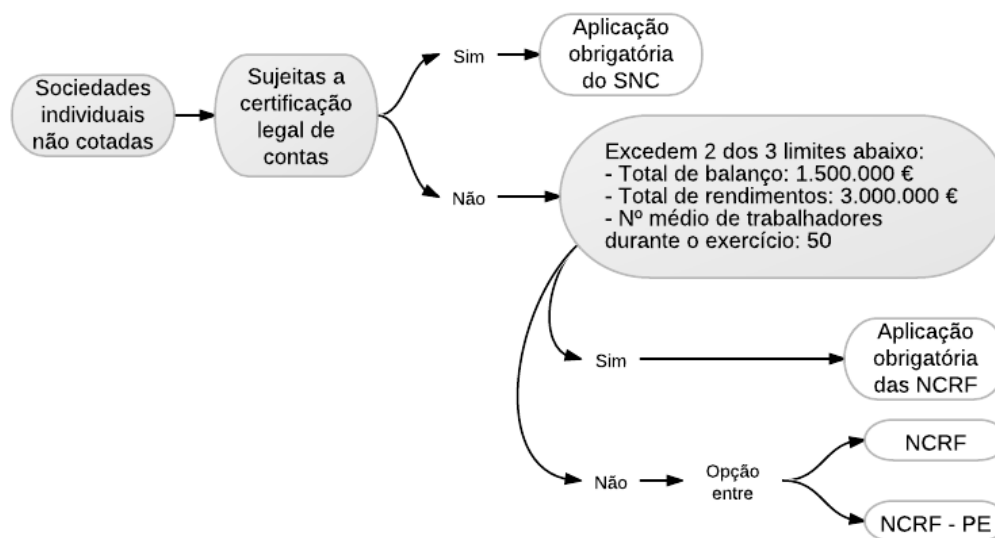 Sociedades
individuais
não cotadas
Sujeitas a
certificação
legal de
contas
Sim
Aplicação
obrigatória
do SNC
Não
Excedem 2 dos 3 limites abaixo:
- Total de balanço: 1.500.000 €
- Total de rendimentos: 3.000.000 €
- Nº médio de trabalhadores
durante o exercício: 50
Sim
Aplicação
obrigatória
das NCRF
Não
Opção
entre
NCRF
NCRF - PE